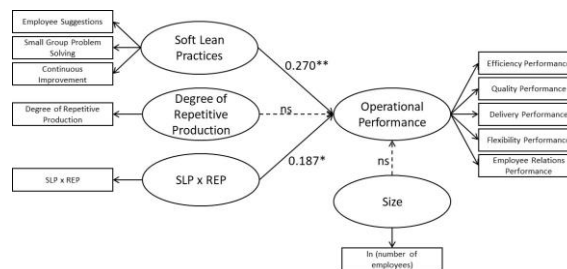 Employee Suggestions
Small Group Problem
Solving
Continuous
Improvement
Soft Lean
Practices
0.270**
Degree of Repetitive
Production
Degree of
Repetitive
Production
ns
Operational
Performance
Efficiency Performance
Quality Performance
Delivery Performance
Flexibility Performance
Employee Relations
Performance
SLP x REP
SLP x REP
0.187*
ns
Size
ln (number of
employees)